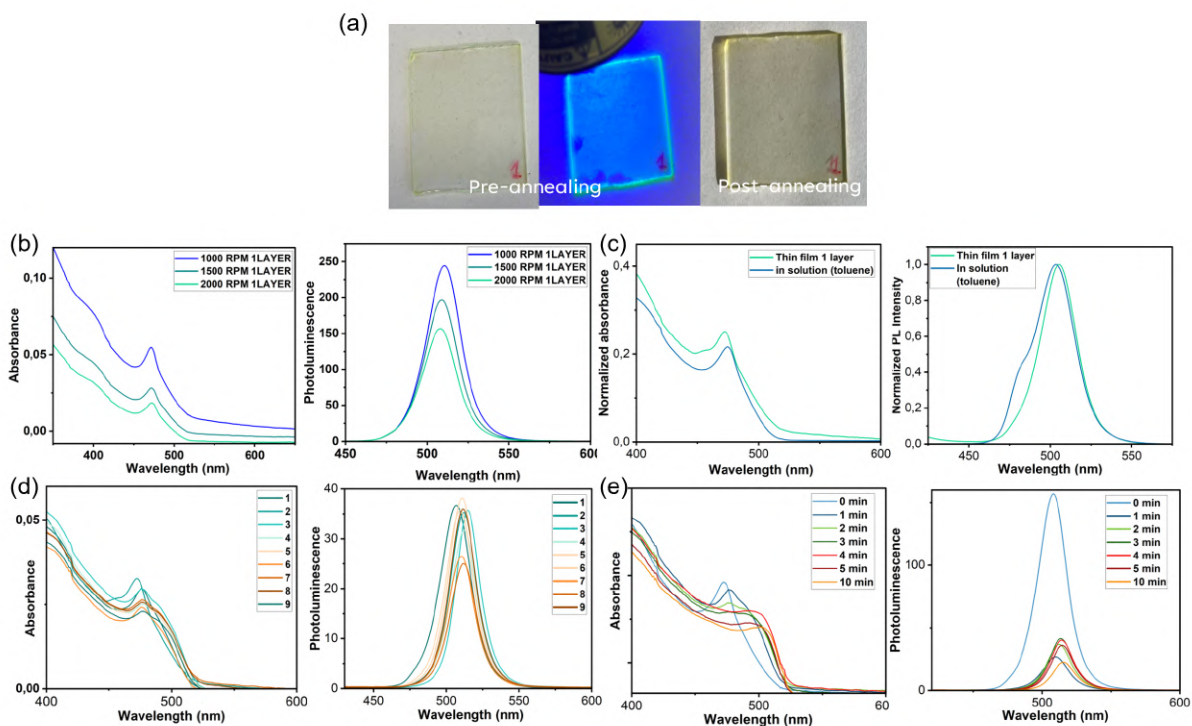 (a)
1
Pre-annealing
1
Post-annealing
1
(b)
Absorbance
0,10
0,05
0,00
400
500
Wavelength (nm)
1000 RPM 1LAYER
1500 RPM 1LAYER
2000 RPM 1LAYER
Photoluminescence
250
200
150
100
50
0
450
500
550
600
Wavelength (nm)
1000 RPM 1LAYER
1500 RPM 1LAYER
2000 RPM 1LAYER
(c)
Normalized absorbance
0,4
0,2
0,0
400
500
600
Wavelength (nm)
Thin film 1 layer
in solution (toluene)
Normalized PL Intensity
1,0
0,8
0,6
0,4
0,2
0,0
450
500
550
Wavelength (nm)
Thin film 1 layer
In solution
(toluene)
(d)
Absorbance
0,05
0,00
400
500
600
Wavelength (nm)
1
2
3
4
5
6
7
8
9
Photoluminescence
40
30
20
10
0
450
500
550
600
Wavelength (nm)
1
2
3
4
5
6
7
8
9
(e)
Absorbance
400
500
600
Wavelength (nm)
0 min
1 min
2 min
3 min
4 min
5 min
10 min
Photoluminescence
100
0
450
500
550
600
Wavelength (nm)
0 min
1 min
2 min
3 min
4 min
5 min
10 min